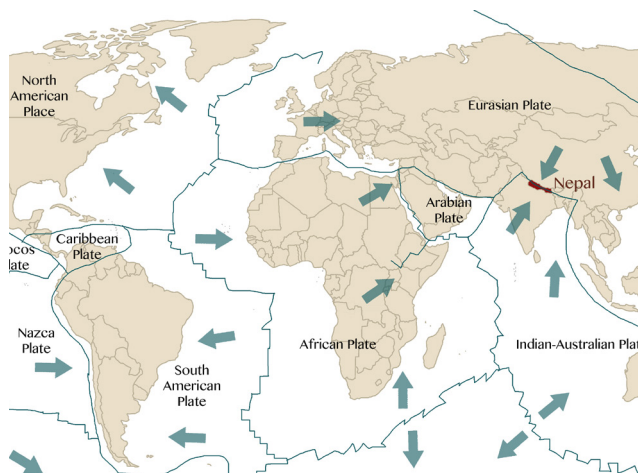 North
American
Place
Eurasian Plate
Nepal
Arabian
Plate
Caribbean
Plate
ocos
late
Nazca
Plate
South
American
Plate
African Plate
Indian-Australian Plat